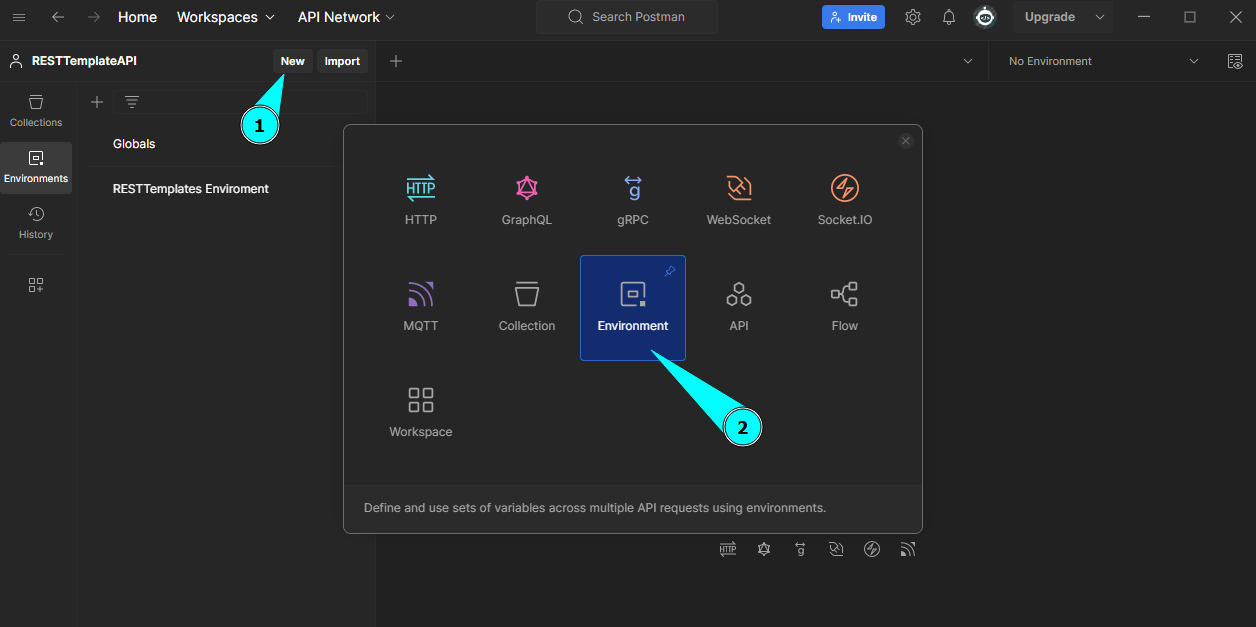 Home Workspaces API Network Search Postman Invite Upgrade
RESTTemplateAPI New Import No Environment
Collections
1
Globals
Environments
RESTTemplates Enviroment
History
HTTP
HTTP GraphQL gRPC WebSocket Socket.IO
MQTT Collection Environment API Flow
2
Workspace
Define and use sets of variables across multiple API requests using environments.
HTTP